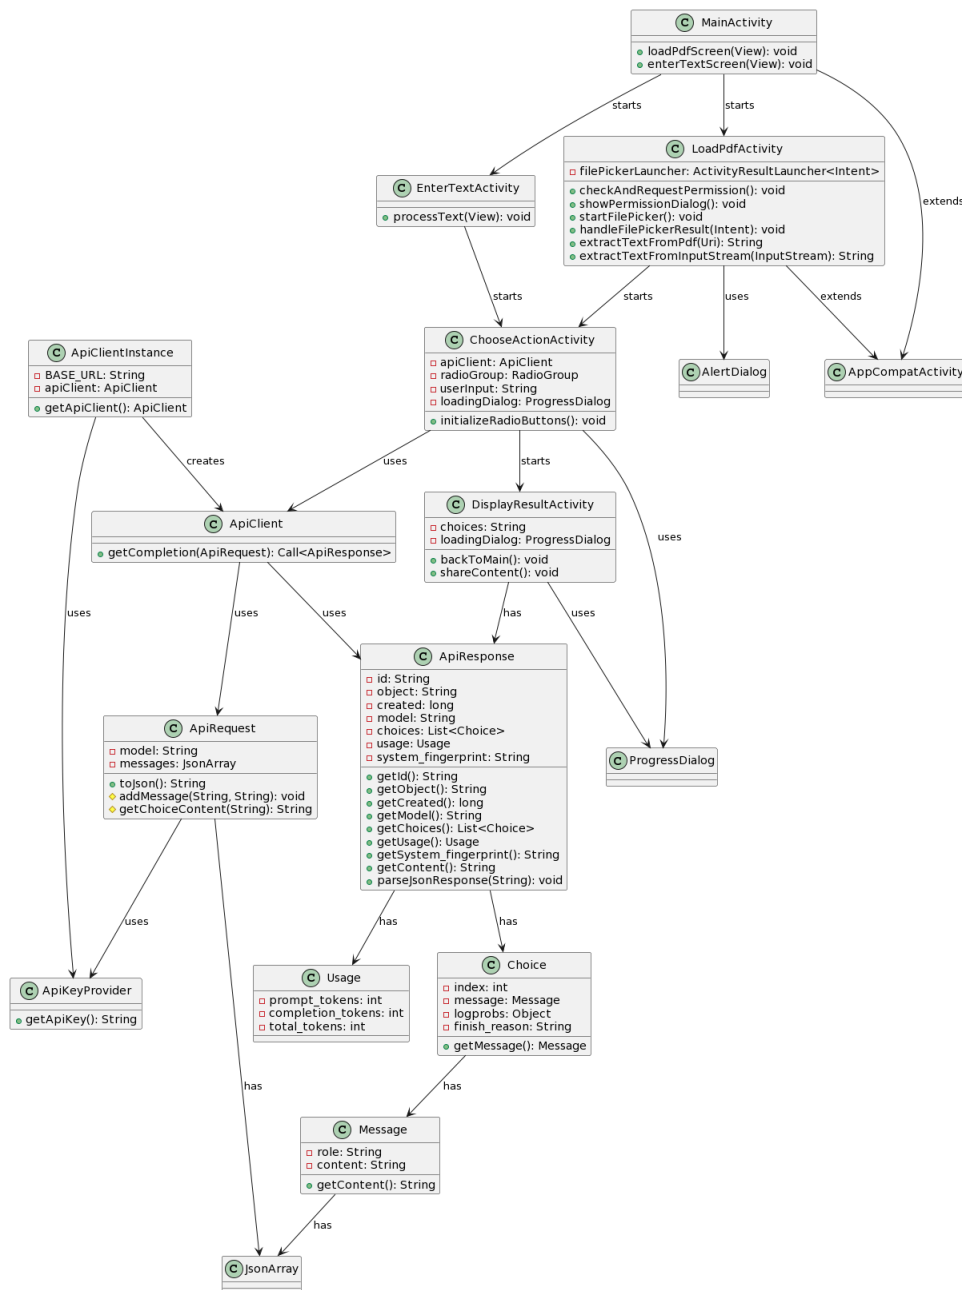 C MainActivity
loadPdfScreen(View): void
enterTextScreen(View): void
starts
starts
extends
C LoadPdfActivity
filePickerLauncher: ActivityResultLauncher<Intent>
checkAndRequestPermission(): void
showPermissionDialog(): void
startFilePicker(): void
handleFilePickerResult(Intent): void
extractTextFromPdf(Uri): String
extractTextFromInputStream(InputStream): String
C EnterTextActivity
processText(View): void
starts
starts
uses
extends
C ApiClientInstance
BASE_URL: String
apiClient: ApiClient
getApiClient(): ApiClient
C ChooseActionActivity
apiClient: ApiClient
radioGroup: RadioGroup
userInput: String
loadingDialog: ProgressDialog
initializeRadioButtons(): void
C AlertDialog
C AppCompatActivity
creates
uses
starts
uses
uses
C ApiClient
getCompletion(ApiRequest): Call<ApiResponse>
C DisplayResultActivity
choices: String
loadingDialog: ProgressDialog
backToMain(): void
shareContent(): void
uses
uses
has
uses
C ApiResponse
id: String
object: String
created: long
model: String
choices: List<Choice>
usage: Usage
system_fingerprint: String
getId(): String
getObject(): String
getCreated(): long
getModel(): String
getChoices(): List<Choice>
getUsage(): Usage
getSystem_fingerprint(): String
getContent(): String
parseJsonResponse(String): void
C ApiRequest
model: String
messages: JsonArray
toJson(): String
addMessage(String, String): void
getChoiceContent(String): String
C ProgressDialog
uses
has
has
has
C ApiKeyProvider
getApiKey(): String
C Usage
prompt_tokens: int
completion_tokens: int
total_tokens: int
C Choice
index: int
message: Message
logprobs: Object
finish_reason: String
getMessage(): Message
has
C Message
role: String
content: String
getContent(): String
has
C JsonArray